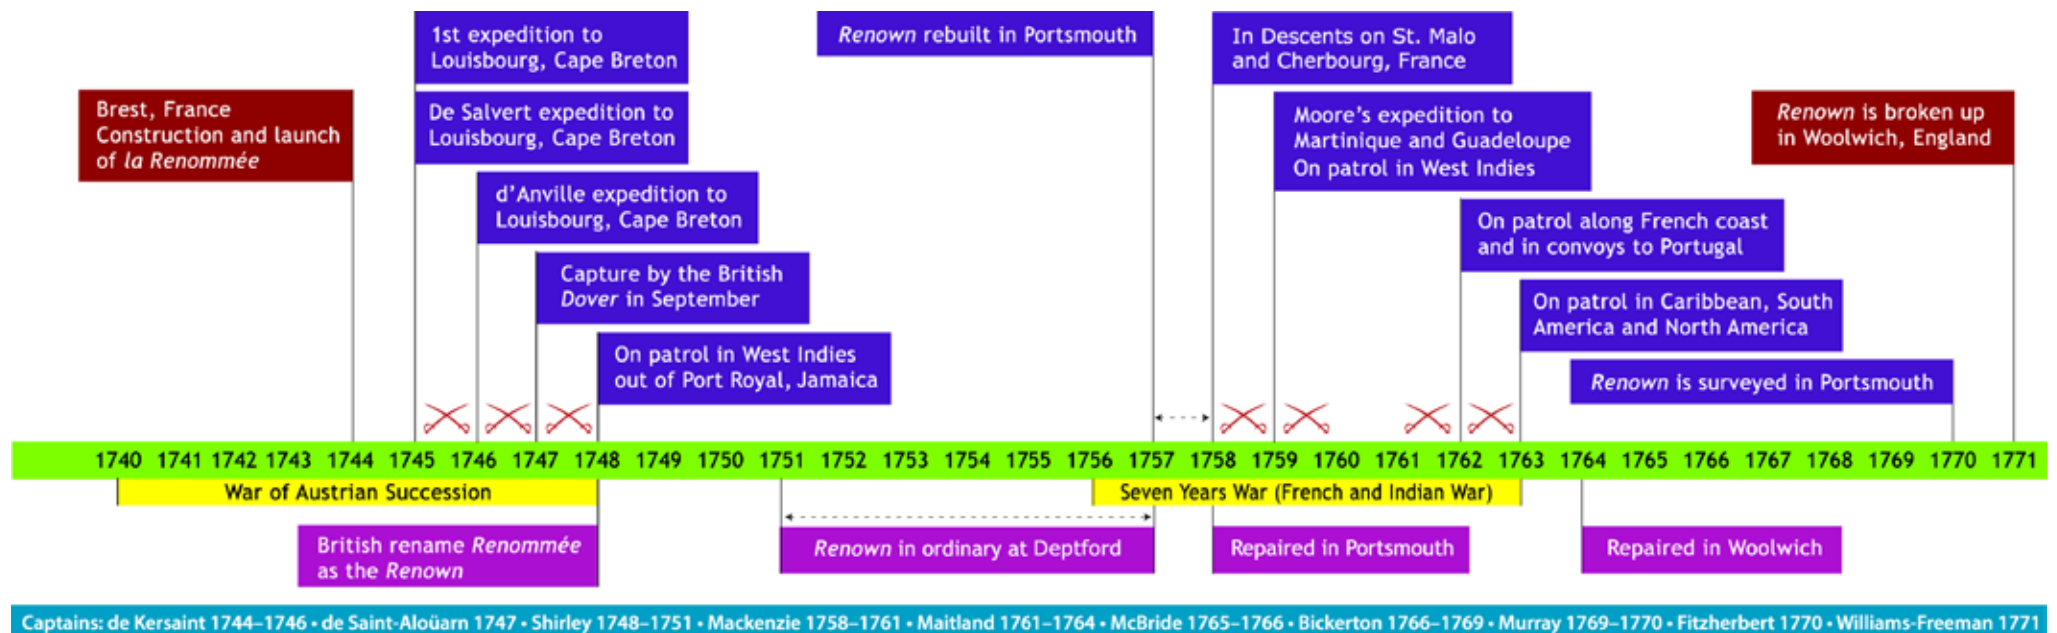 1st expedition to
Louisbourg, Cape Breton
Renown rebuilt in Portsmouth
In Descents on St. Malo
and Cherbourg, France
Brest, France
Construction and launch
of la Renommée
De Salvert expedition to
Louisbourg, Cape Breton
Moore's expedition to
Martinique and Guadeloupe
On patrol in West Indies
Renown is broken up
in Woolwich, England
d'Anville expedition to
Louisbourg, Cape Breton
On patrol along French coast
and in convoys to Portugal
Capture by the British
Dover in September
On patrol in Caribbean, South
America and North America
On patrol in West Indies
out of Port Royal, Jamaica
Renown is surveyed in Portsmouth
1740 1741 1742 1743 1744 1745 1746 1747 1748 1749 1750 1751 1752 1753 1754 1755 1756 1757 1758 1759 1760 1761 1762 1763 1764 1765 1766 1767 1768 1769 1770 1771
War of Austrian Succession
Seven Years War (French and Indian War)
British rename Renommée
as the Renown
Renown in ordinary at Deptford
Repaired in Portsmouth
Repaired in Woolwich
Captains: de Kersaint 1744–1746 • de Saint-Aloüarn 1747 • Shirley 1748–1751 • Mackenzie 1758–1761 • Maitland 1761–1764 • McBride 1765–1766 • Bickerton 1766–1769 • Murray 1769–1770 • Fitzherbert 1770 • Williams-Freeman 1771